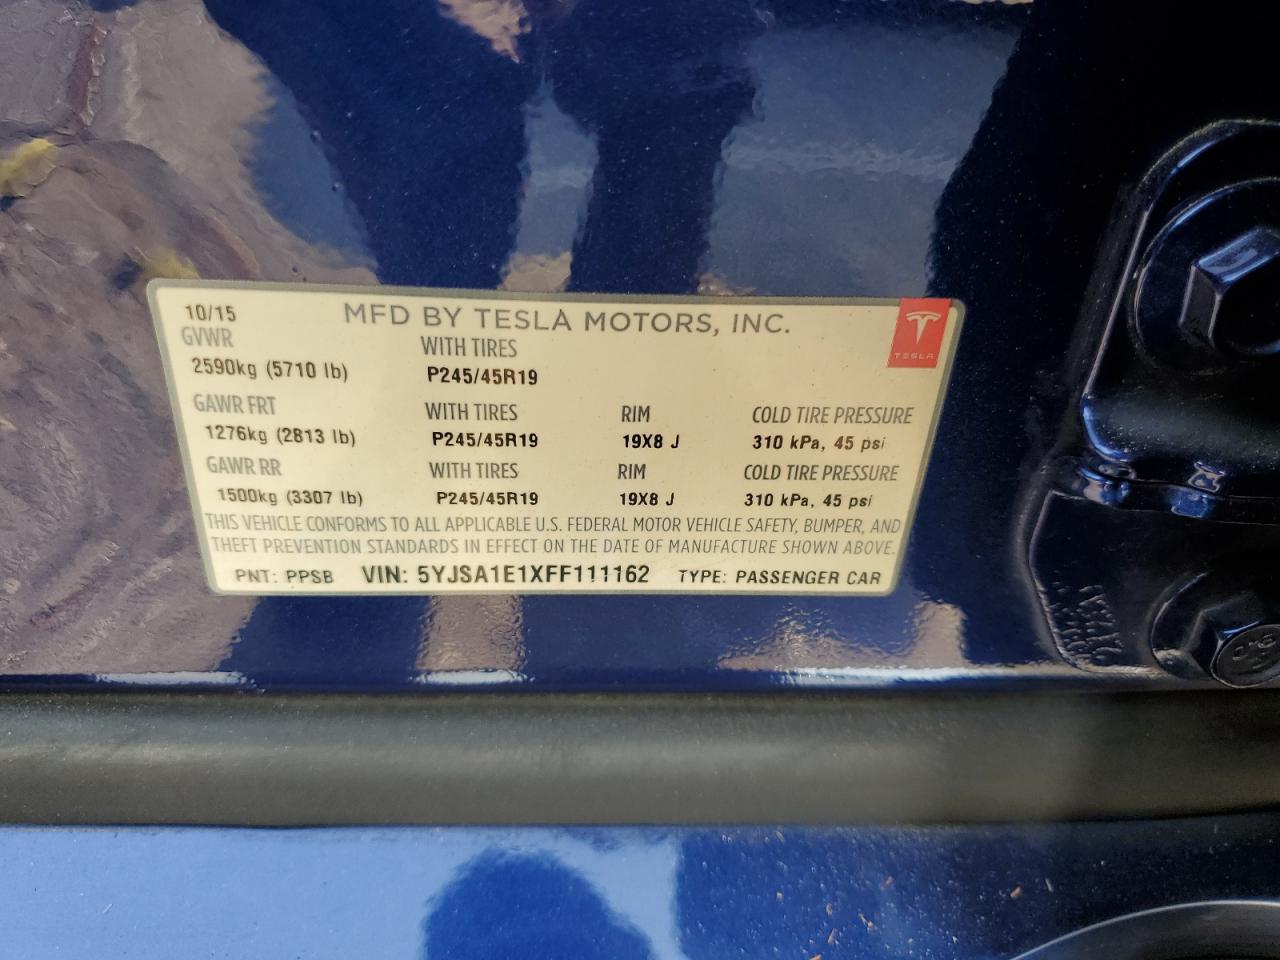 10/15 MFD BY TESLA MOTORS, INC.
TESLA
GVWR WITH TIRES
2590kg (5710 lb) P245/45R19
GAWR FRT WITH TIRES RIM COLD TIRE PRESSURE
1276kg (2813 lb) P245/45R19 19X8 J 310 kPa, 45 psi
GAWR RR WITH TIRES RIM COLD TIRE PRESSURE
1500kg (3307 lb) P245/45R19 19X8 J 310 kPa, 45 psi
THIS VEHICLE CONFORMS TO ALL APPLICABLE U.S. FEDERAL MOTOR VEHICLE SAFETY, BUMPER, AND
THEFT PREVENTION STANDARDS IN EFFECT ON THE DATE OF MANUFACTURE SHOWN ABOVE.
PNT: PPSB VIN: 5YJSA1E1XFF111162 TYPE: PASSENGER CAR